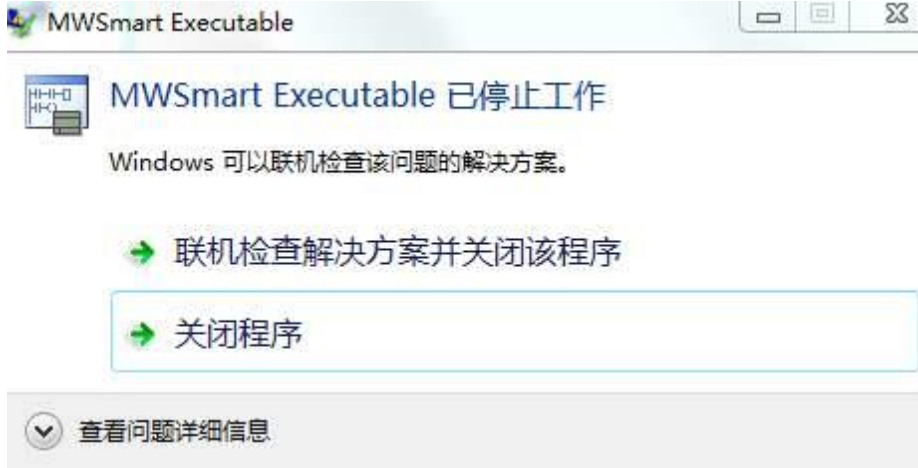 MWSmart Executable
MWSmart Executable 已停止工作
Windows 可以联机检查该问题的解决方案。
联机检查解决方案并关闭该程序
关闭程序
查看问题详细信息